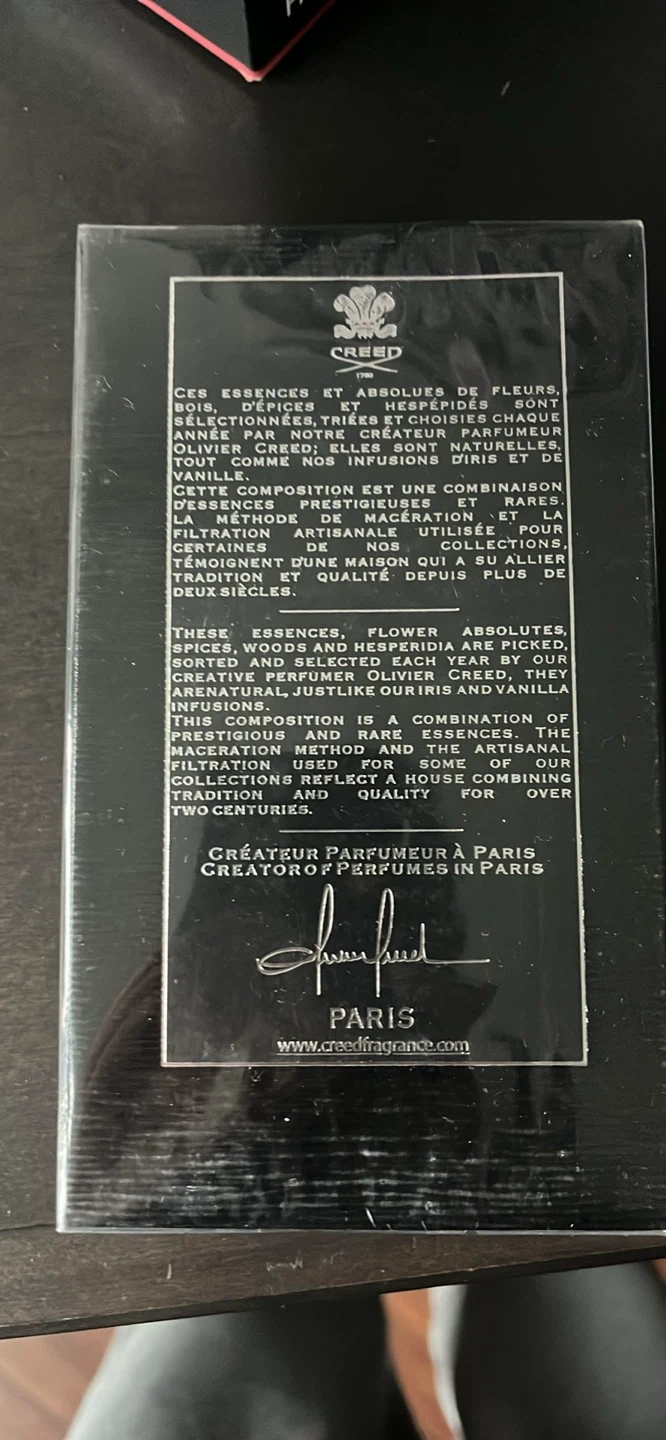 CREED
1760
CES ESSENCES ET ABSOLUES DE FLEURS,
BOIS, D'ÉPICES ET HESPÉPIDÉS SONT
SÉLECTIONNÉES, TRIÉES ET CHOISIES CHAQUE
ANNÉE PAR NOTRE CRÉATEUR PARFUMEUR
OLIVIER CREED; ELLES SONT NATURELLES,
TOUT COMME NOS INFUSIONS D'IRIS ET DE
VANILLE.
CETTE COMPOSITION EST UNE COMBINAISON
D'ESSENCES PRESTIGIEUSES ET RARES.
LA MÉTHODE DE MACÉRATION ET LA
FILTRATION ARTISANALE UTILISÉE POUR
CERTAINES DE NOS COLLECTIONS,
TÉMOIGNENT D'UNE MAISON QUI A SU ALLIER
TRADITION ET QUALITÉ DEPUIS PLUS DE
DEUX SIÈCLES.
THESE ESSENCES, FLOWER ABSOLUTES,
SPICES, WOODS AND HESPERIDIA ARE PICKED,
SORTED AND SELECTED EACH YEAR BY OUR
CREATIVE PERFUMER OLIVIER CREED, THEY
ARENATURAL, JUSTLIKE OUR IRIS AND VANILLA
INFUSIONS.
THIS COMPOSITION IS A COMBINATION OF
PRESTIGIOUS AND RARE ESSENCES. THE
MACERATION METHOD AND THE ARTISANAL
FILTRATION USED FOR SOME OF OUR
COLLECTIONS REFLECT A HOUSE COMBINING
TRADITION AND QUALITY FOR OVER
TWO CENTURIES.
CRÉATEUR PARFUMEUR À PARIS
CREATOR OF PERFUMES IN PARIS
Olivier Creed
PARIS
www.creedfragrance.com